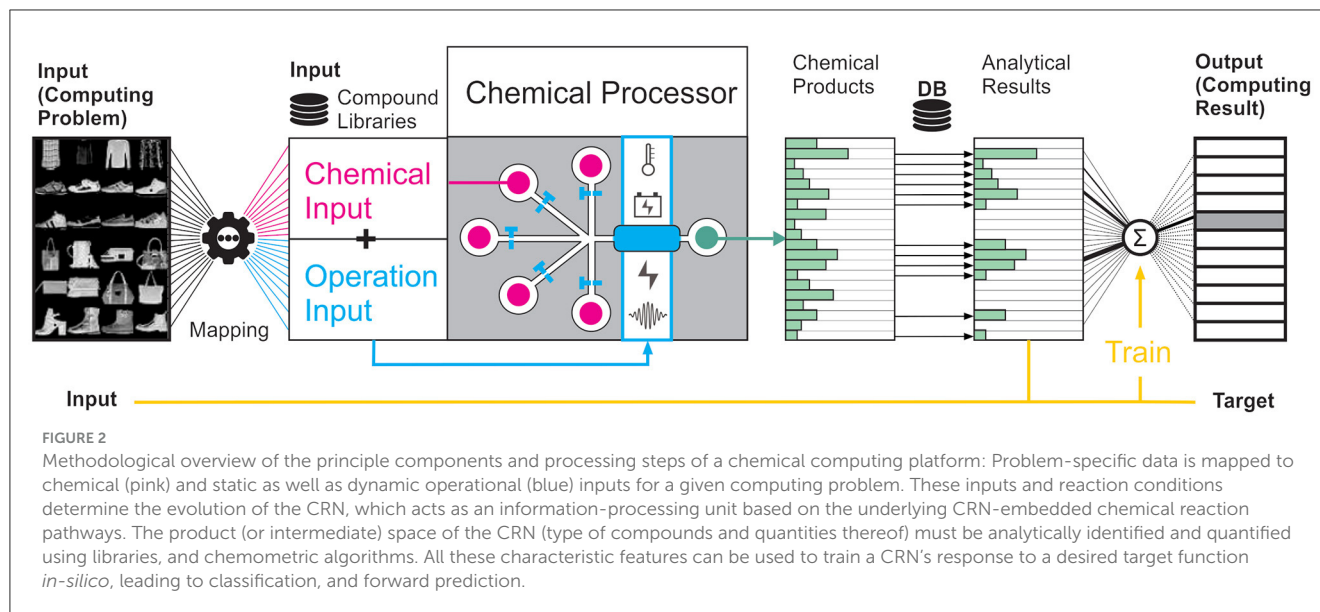 Input
(Computing
Problem)
Mapping
Input
Compound
Libraries
Chemical
Input
+
Operation
Input
Chemical Processor
Chemical
Products
DB
Analytical
Results
Σ
Train
Output
(Computing
Result)
Input
Target
FIGURE 2
Methodological overview of the principle components and processing steps of a chemical computing platform: Problem-specific data is mapped to
chemical (pink) and static as well as dynamic operational (blue) inputs for a given computing problem. These inputs and reaction conditions
determine the evolution of the CRN, which acts as an information-processing unit based on the underlying CRN-embedded chemical reaction
pathways. The product (or intermediate) space of the CRN (type of compounds and quantities thereof) must be analytically identified and quantified
using libraries, and chemometric algorithms. All these characteristic features can be used to train a CRN's response to a desired target function
in-silico, leading to classification, and forward prediction.